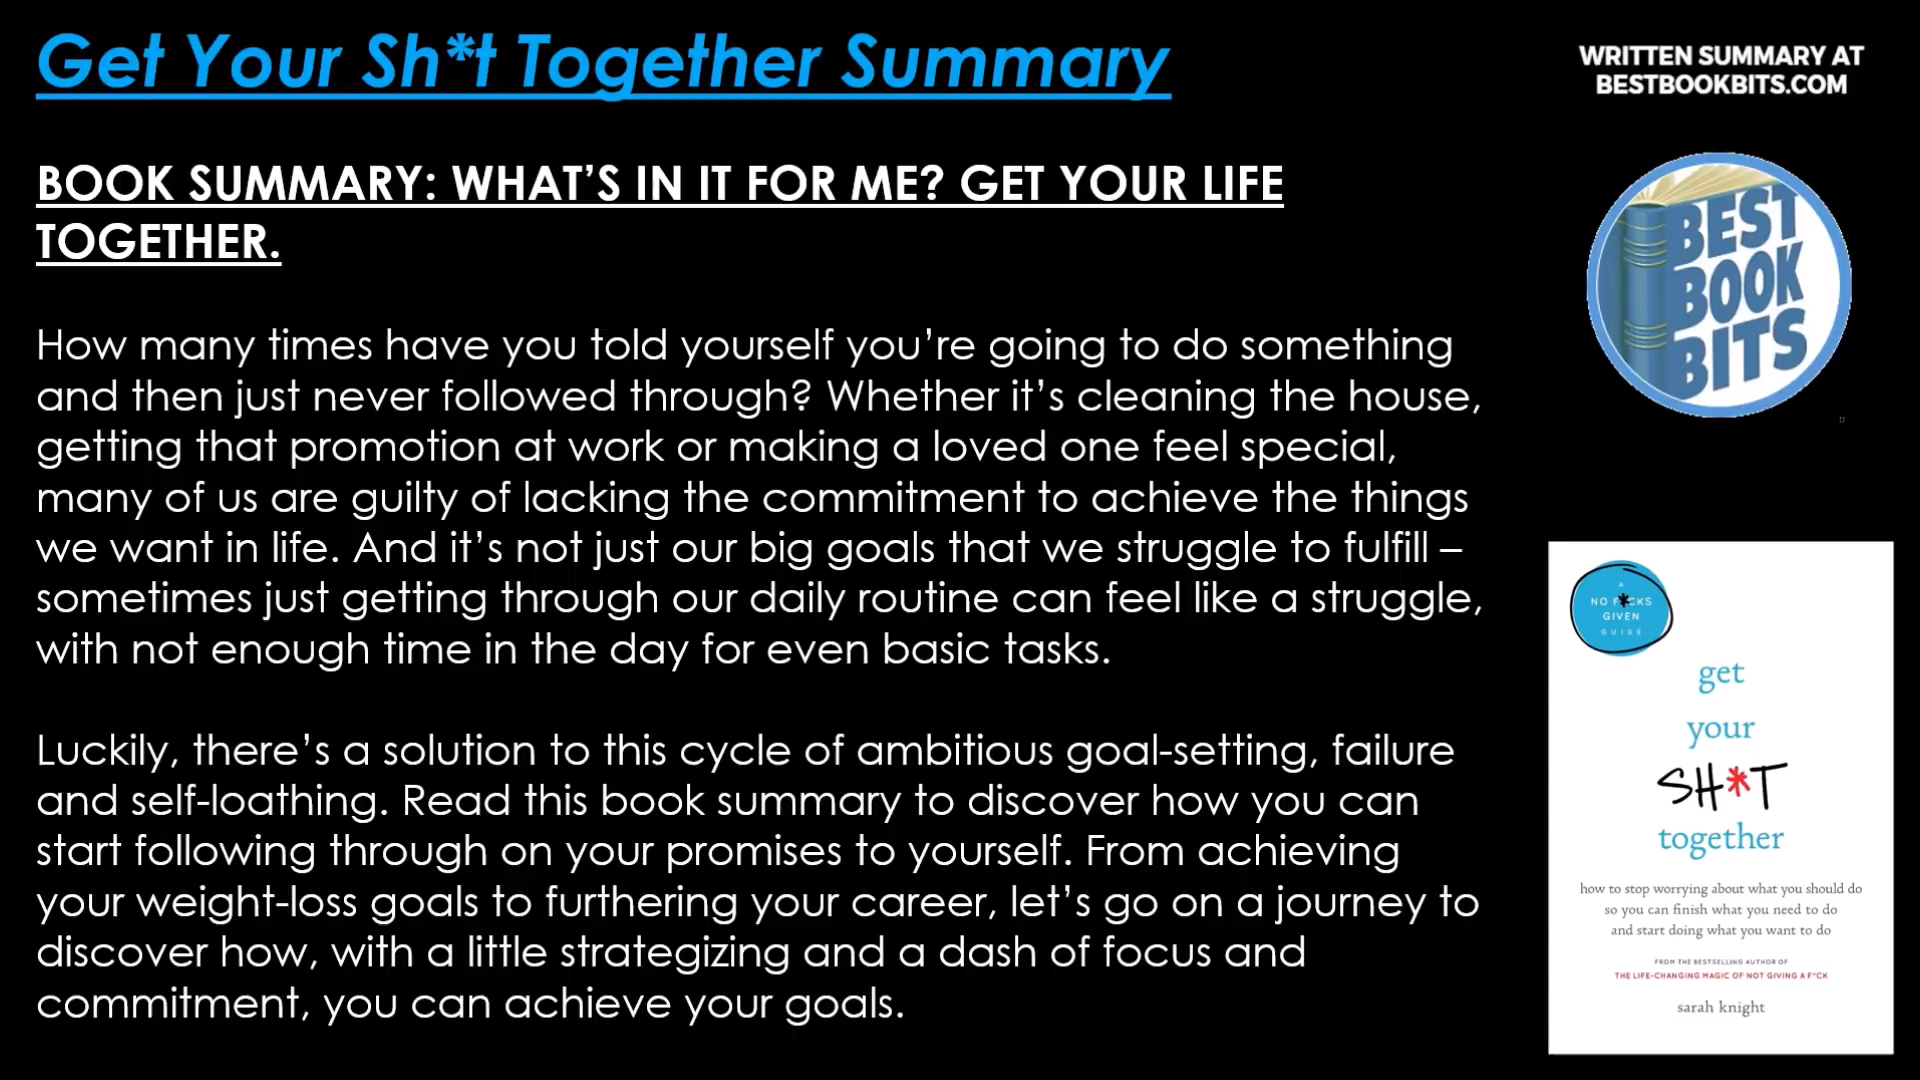 Get Your Sh*t Together Summary
WRITTEN SUMMARY AT
BESTBOOKBITS.COM
BOOK SUMMARY: WHAT’S IN IT FOR ME? GET YOUR LIFE
TOGETHER.
How many times have you told yourself you’re going to do something
and then just never followed through? Whether it’s cleaning the house,
getting that promotion at work or making a loved one feel special,
many of us are guilty of lacking the commitment to achieve the things
we want in life. And it’s not just our big goals that we struggle to fulfill –
sometimes just getting through our daily routine can feel like a struggle,
with not enough time in the day for even basic tasks.
Luckily, there’s a solution to this cycle of ambitious goal-setting, failure
and self-loathing. Read this book summary to discover how you can
start following through on your promises to yourself. From achieving
your weight-loss goals to furthering your career, let’s go on a journey to
discover how, with a little strategizing and a dash of focus and
commitment, you can achieve your goals.
BEST
BOOK
BITS
A
NO F*CKS
GIVEN
GUIDE
get
your
SH*T
together
how to stop worrying about what you should do
so you can finish what you need to do
and start doing what you want to do
FROM THE BESTSELLING AUTHOR OF
THE LIFE-CHANGING MAGIC OF NOT GIVING A F*CK
sarah knight